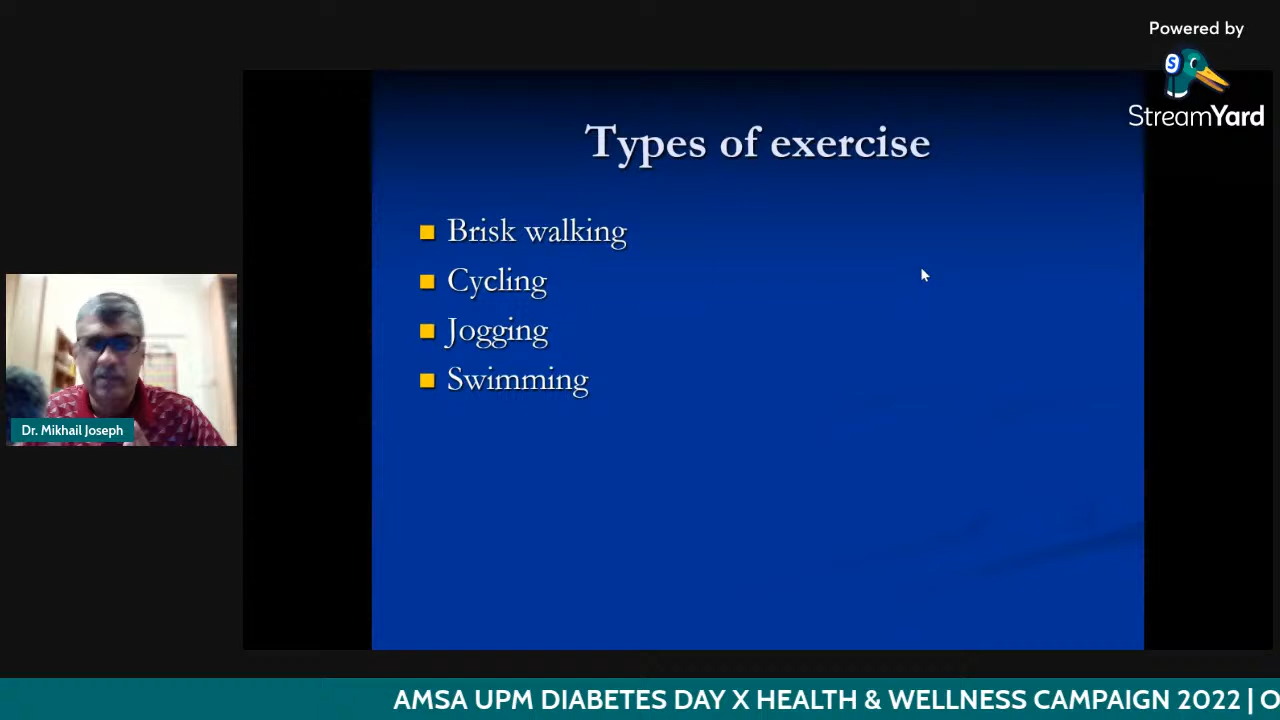 Powered by
S
StreamYard
Types of exercise
Brisk walking
Cycling
Jogging
Swimming
Dr. Mikhail Joseph
AMSA UPM DIABETES DAY X HEALTH & WELLNESS CAMPAIGN 2022 | O